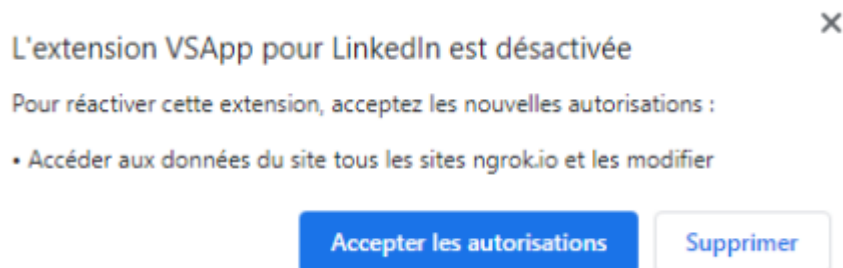 L'extension VSApp pour LinkedIn est désactivée
Pour réactiver cette extension, acceptez les nouvelles autorisations :
• Accéder aux données du site tous les sites ngrok.io et les modifier
Accepter les autorisations
Supprimer